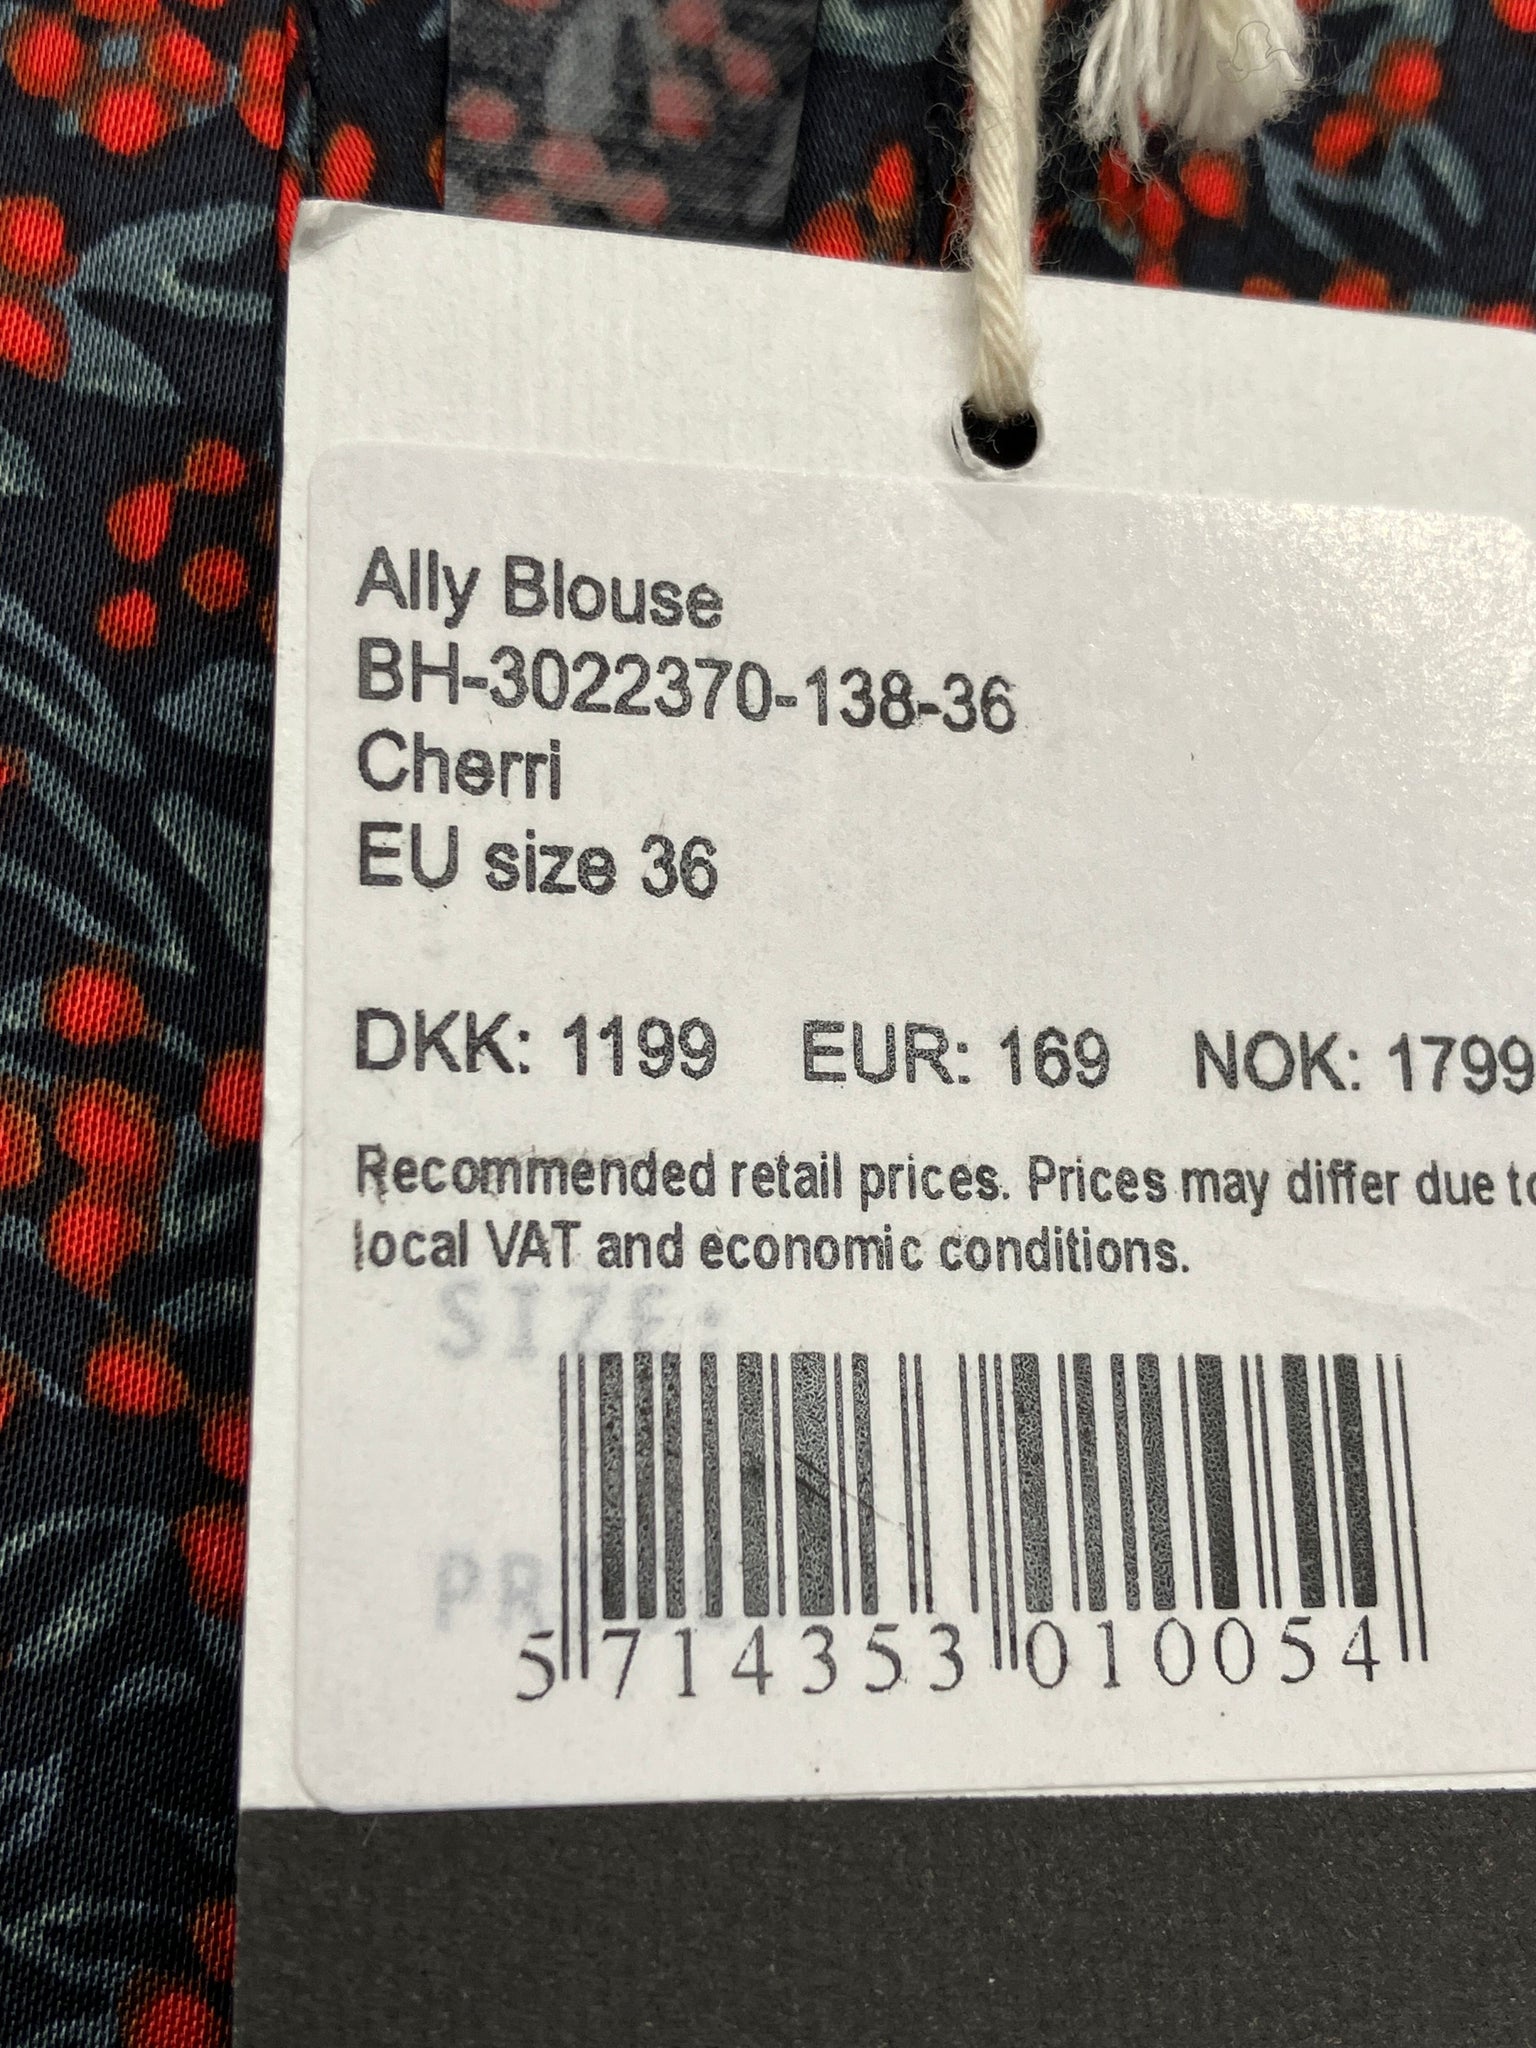 Ally Blouse
BH-3022370-138-36
Cherri
EU size 36
DKK: 1199 EUR: 169 NOK: 1799
Recommended retail prices. Prices may differ due to
local VAT and economic conditions.
SIZE:
5 714353 010054